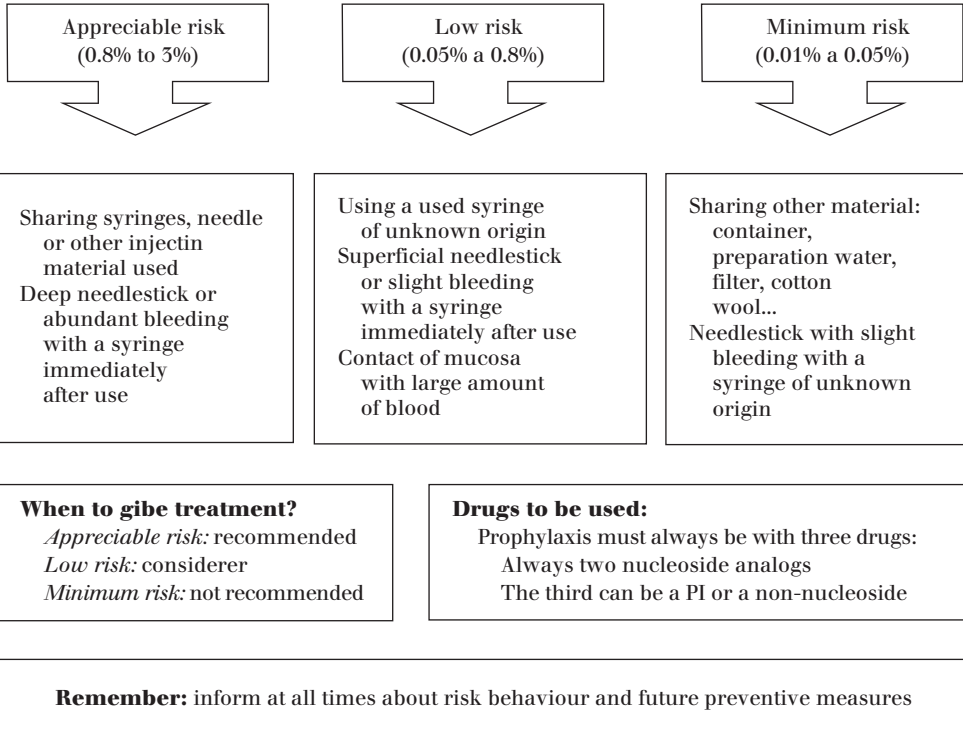 Appreciable risk
(0.8% to 3%)
Low risk
(0.05% a 0.8%)
Minimum risk
(0.01% a 0.05%)
Sharing syringes, needle
or other injectin
material used
Deep needlestick or
abundant bleeding
with a syringe
immediately
after use
Using a used syringe
of unknown origin
Superficial needlestick
or slight bleeding
with a syringe
immediately after use
Contact of mucosa
with large amount
of blood
Sharing other material:
container,
preparation water,
filter, cotton
wool...
Needlestick with slight
bleeding with a
syringe of unknown
origin
When to gibe treatment?
Appreciable risk: recommended
Low risk: considerer
Minimum risk: not recommended
Drugs to be used:
Prophylaxis must always be with three drugs:
Always two nucleoside analogs
The third can be a PI or a non-nucleoside
Remember: inform at all times about risk behaviour and future preventive measures